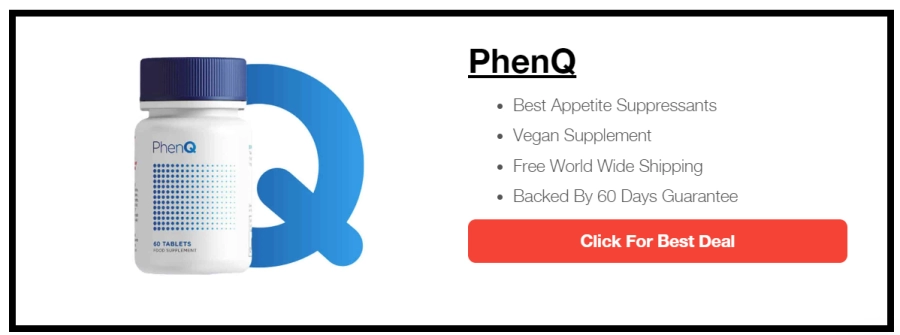 PhenQ
Best Appetite Suppressants
Vegan Supplement
Free World Wide Shipping
Backed By 60 Days Guarantee
Click For Best Deal
PhenQ
60 TABLETS
FOOD SUPPLEMENT